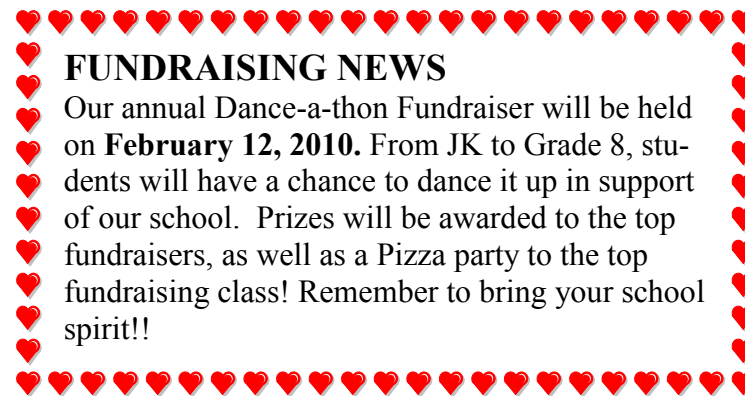 FUNDRAISING NEWS
Our annual Dance-a-thon Fundraiser will be held
on February 12, 2010. From JK to Grade 8, stu-
dents will have a chance to dance it up in support
of our school.  Prizes will be awarded to the top
fundraisers, as well as a Pizza party to the top
fundraising class! Remember to bring your school
spirit!!